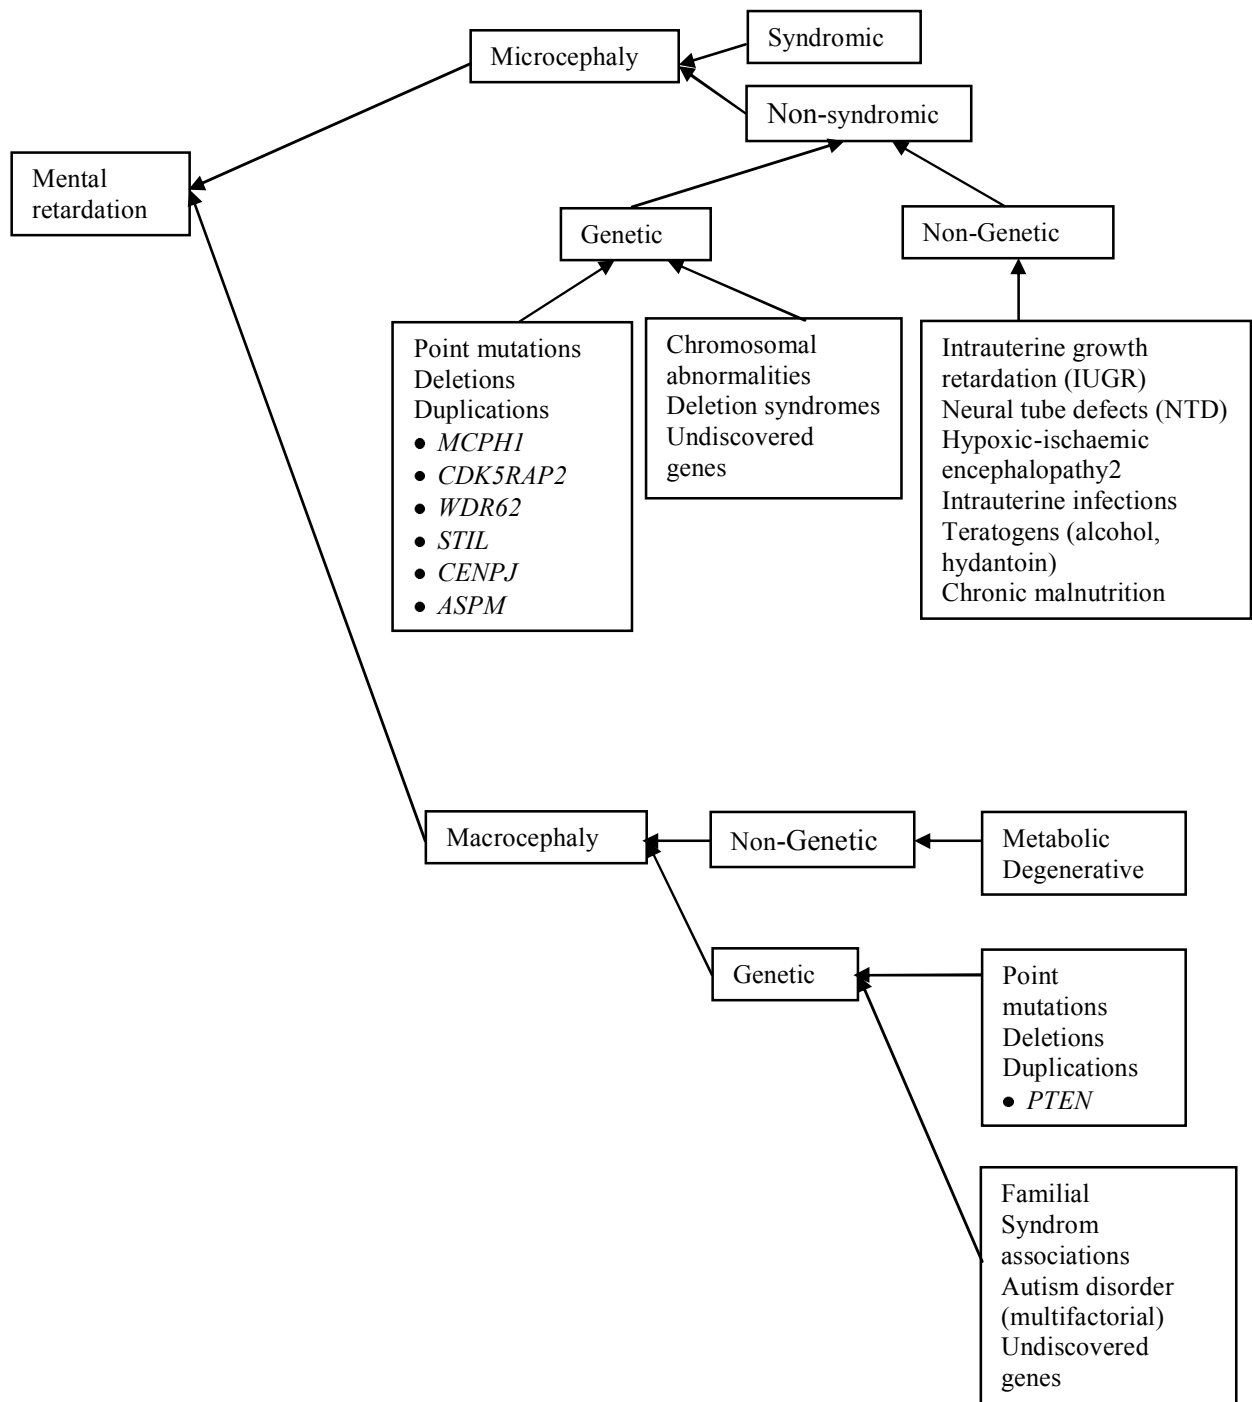 Syndromic
Microcephaly
Non-syndromic
Mental
retardation
Genetic
Non-Genetic
Point mutations
Deletions
Duplications
● MCPH1
● CDK5RAP2
● WDR62
● STIL
● CENPJ
● ASPM
Chromosomal
abnormalities
Deletion syndromes
Undiscovered
genes
Intrauterine growth
retardation (IUGR)
Neural tube defects (NTD)
Hypoxic-ischaemic
encephalopathy2
Intrauterine infections
Teratogens (alcohol,
hydantoin)
Chronic malnutrition
Macrocephaly
Non-Genetic
Metabolic
Degenerative
Genetic
Point
mutations
Deletions
Duplications
● PTEN
Familial
Syndrom
associations
Autism disorder
(multifactorial)
Undiscovered
genes